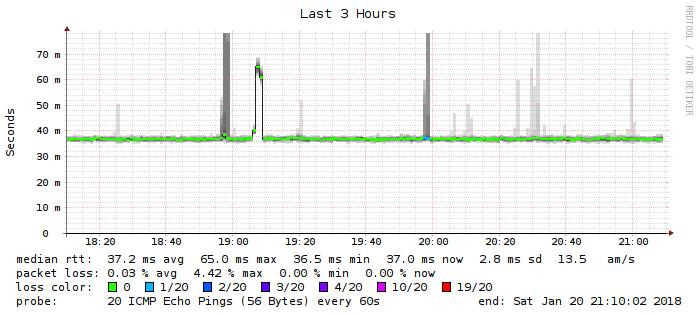 Last 3 Hours
RRDTOOL / TOBI OETIKER
Seconds
70 m
60 m
50 m
40 m
30 m
20 m
10 m
0
18:20 18:40 19:00 19:20 19:40 20:00 20:20 20:40 21:00
median rtt: 37.2 ms avg 65.0 ms max 36.5 ms min 37.0 ms now 2.8 ms sd 13.5 am/s
packet loss: 0.03 % avg 4.42 % max 0.00 % min 0.00 % now
loss color: 0 1/20 2/20 3/20 4/20 10/20 19/20
probe: 20 ICMP Echo Pings (56 Bytes) every 60s end: Sat Jan 20 21:10:02 2018